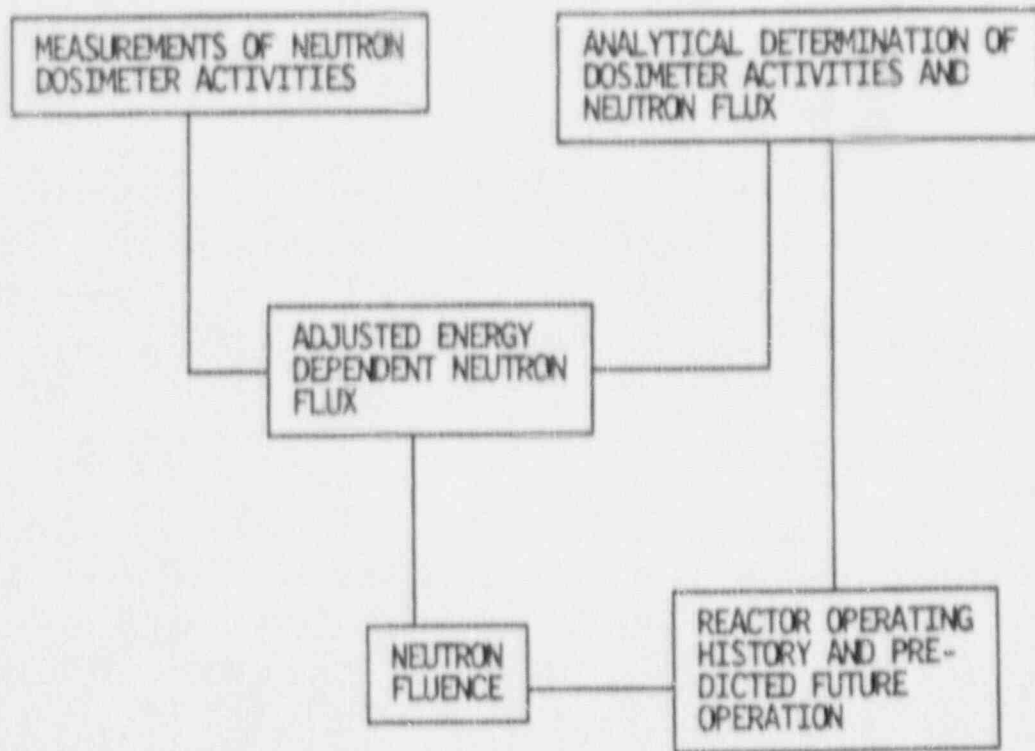 MEASUREMENTS OF NEUTRON
DOSIMETER ACTIVITIES
ANALYTICAL DETERMINATION OF
DOSIMETER ACTIVITIES AND
NEUTRON FLUX
ADJUSTED ENERGY
DEPENDENT NEUTRON
FLUX
NEUTRON
FLUENCE
REACTOR OPERATING
HISTORY AND PRE-
DICTED FUTURE
OPERATION